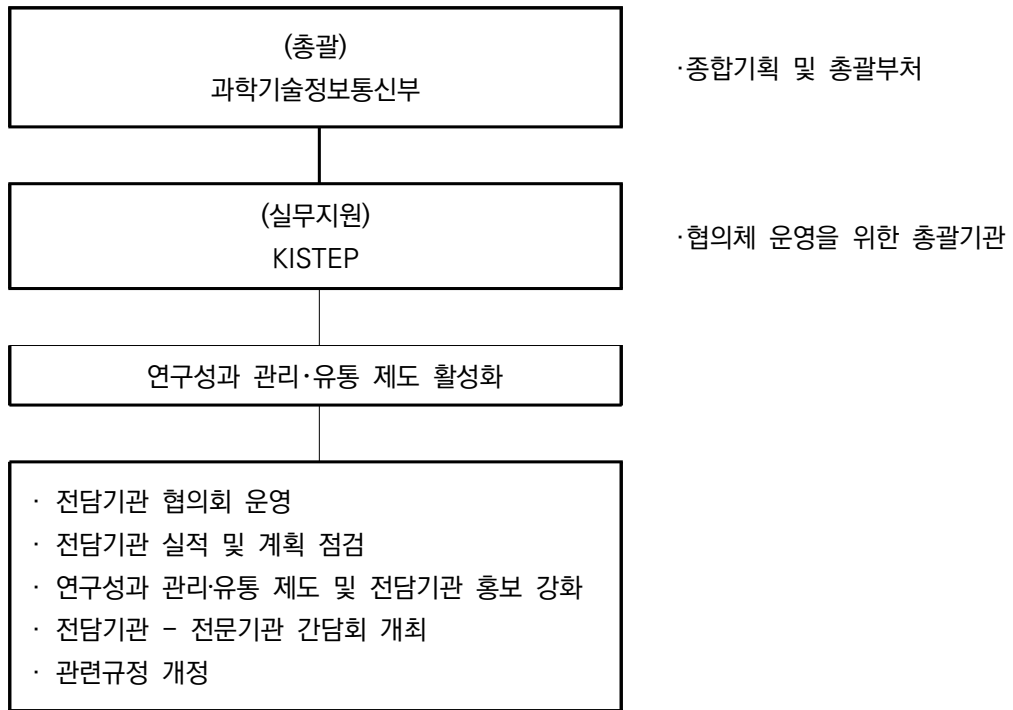 (총괄)
과학기술정보통신부
·종합기획 및 총괄부처
(실무지원)
KISTEP
·협의체 운영을 위한 총괄기관
연구성과 관리·유통 제도 활성화
· 전담기관 협의회 운영
· 전담기관 실적 및 계획 점검
· 연구성과 관리·유통 제도 및 전담기관 홍보 강화
· 전담기관 - 전문기관 간담회 개최
· 관련규정 개정